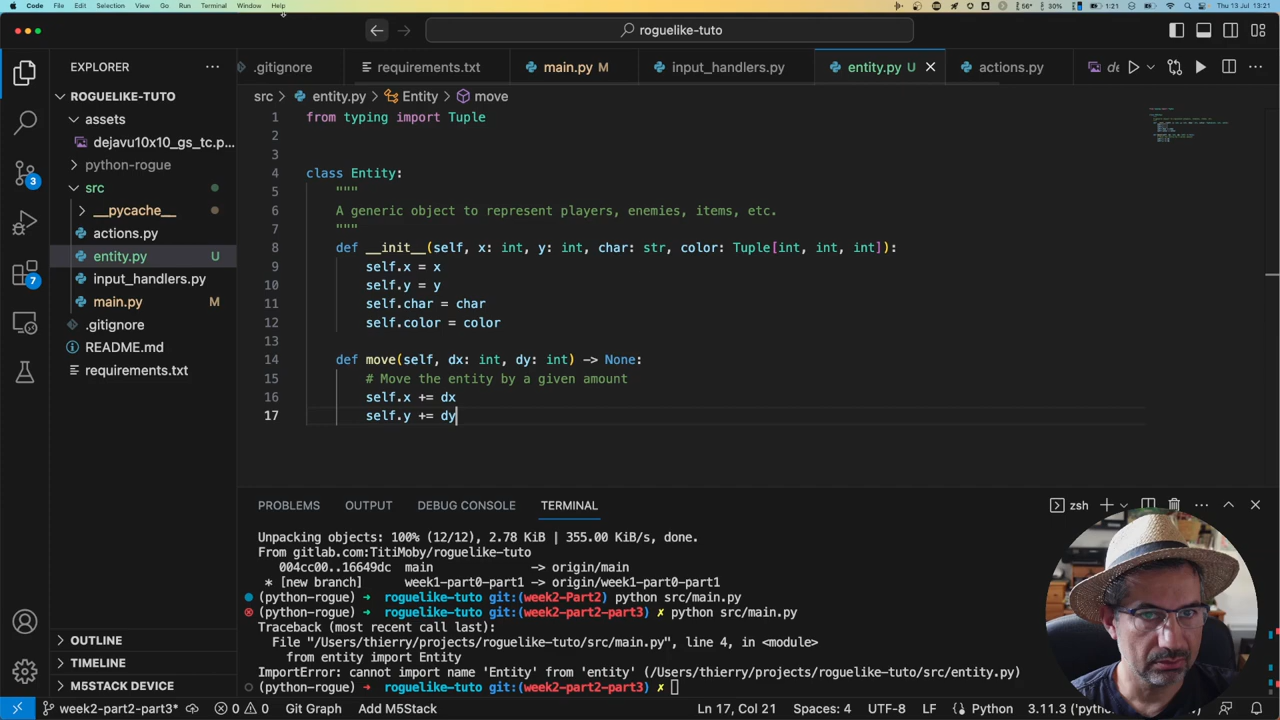 Code File Edit Selection View Go Run Terminal Window Help
56° 30% 1:21 Thu 13 Jul 13:21
roguelike-tuto
EXPLORER
.gitignore
requirements.txt
main.py M
input_handlers.py
entity.py U
actions.py
ROGUELIKE-TUTO
assets
dejavu10x10_gs_tc.p...
python-rogue
src
__pycache__
actions.py
entity.py U
input_handlers.py
main.py M
.gitignore
README.md
requirements.txt
OUTLINE
TIMELINE
M5STACK DEVICE
3
7
src > entity.py > Entity > move
1 from typing import Tuple
2
3
4 class Entity:
5 """
6 A generic object to represent players, enemies, items, etc.
7 """
8 def __init__(self, x: int, y: int, char: str, color: Tuple[int, int, int]):
9 self.x = x
10 self.y = y
11 self.char = char
12 self.color = color
13
14 def move(self, dx: int, dy: int) -> None:
15 # Move the entity by a given amount
16 self.x += dx
17 self.y += dy
PROBLEMS OUTPUT DEBUG CONSOLE TERMINAL
zsh
Unpacking objects: 100% (12/12), 2.78 KiB | 355.00 KiB/s, done.
From gitlab.com:TitiMoby/roguelike-tuto
004cc00..16649dc main -> origin/main
* [new branch] week1-part0-part1 -> origin/week1-part0-part1
(python-rogue) → roguelike-tuto git:(week2-Part2) python src/main.py
(python-rogue) → roguelike-tuto git:(week2-part2-part3) ✗ python src/main.py
Traceback (most recent call last):
File "/Users/thierry/projects/roguelike-tuto/src/main.py", line 4, in <module>
from entity import Entity
ImportError: cannot import name 'Entity' from 'entity' (/Users/thierry/projects/roguelike-tuto/src/entity.py)
(python-rogue) → roguelike-tuto git:(week2-part2-part3) ✗
week2-part2-part3* 0 0 Git Graph Add M5Stack
Ln 17, Col 21 Spaces: 4 UTF-8 LF Python 3.11.3 ('pytho